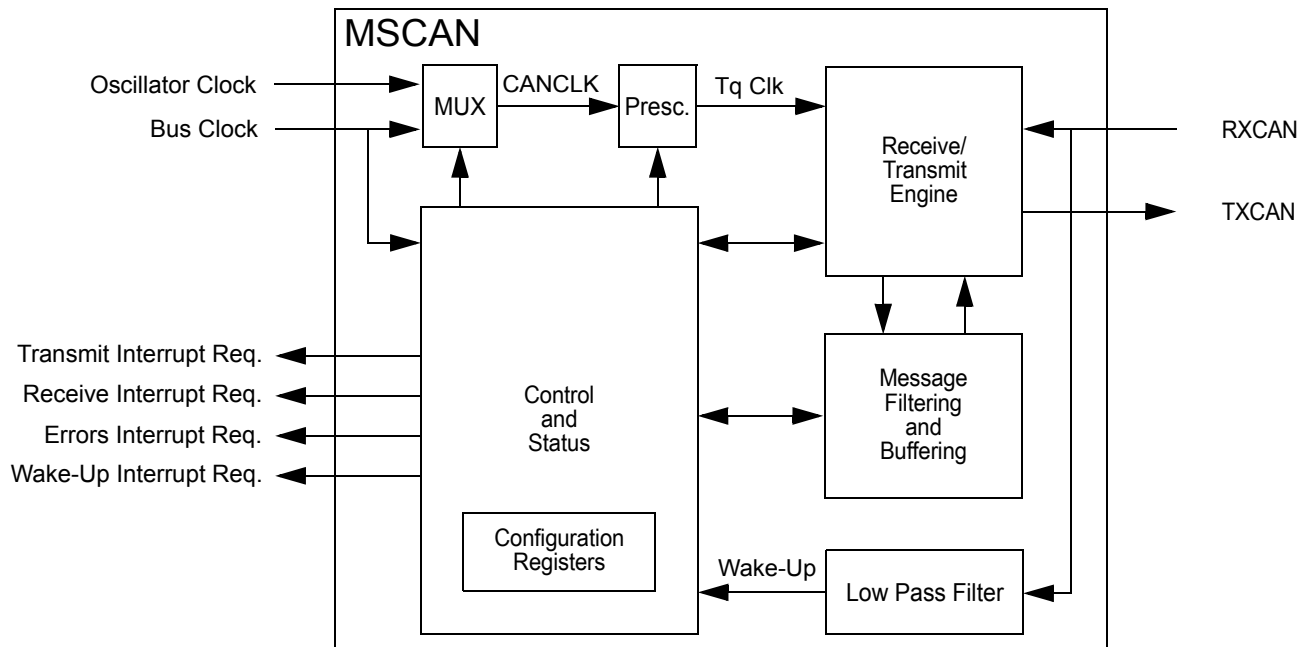 MSCAN
Oscillator Clock
Bus Clock
MUX
CANCLK
Presc.
Tq Clk
Receive/
Transmit
Engine
RXCAN
TXCAN
Transmit Interrupt Req.
Receive Interrupt Req.
Errors Interrupt Req.
Wake-Up Interrupt Req.
Control
and
Status
Message
Filtering
and
Buffering
Configuration
Registers
Wake-Up
Low Pass Filter